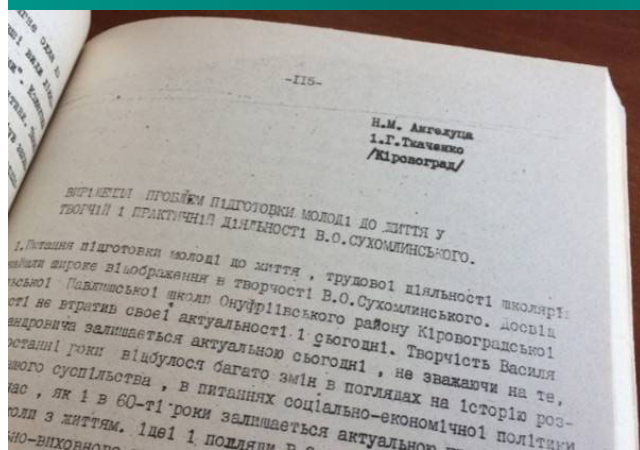 -115-
Н.М. Ангелуца
і.Г.Ткаченко
/Кіровоград/
ВИРІШЕННЯ ПРОБЛЕМ ПІДГОТОВКИ МОЛОДІ ДО ЖИТТЯ У
ТВОРЧІЙ І ПРАКТИЧНІЙ ДІЯЛЬНОСТІ В.О.СУХОМЛИНСЬКОГО.
і.Питання підготовки молоді до життя , трудової діяльності школярів
широке відображення в творчості В.О.Сухомлинського. Досвід
Павлиської школи Онуфріївського району Кіровоградської
не втратив своєї актуальності і сьогодні. Творчість Василя
залишається актуальною сьогодні , не зважаючи на те,
останні роки відбулося багато змін в поглядах на історію роз-
суспільства , в питаннях соціально-економічної політики
час , як і в 60-ті роки залишається актуальною
з життям. Ідеї і погляди